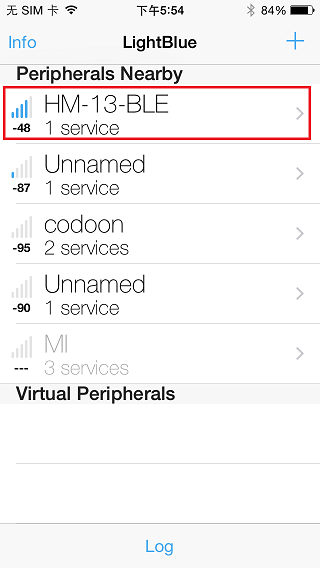 无 SIM 卡 下午5:54 84%
Info LightBlue +
Peripherals Nearby
HM-13-BLE
-48 1 service
Unnamed
-87 1 service
codoon
-95 2 services
Unnamed
-90 1 service
MI
--- 3 services
Virtual Peripherals
Log